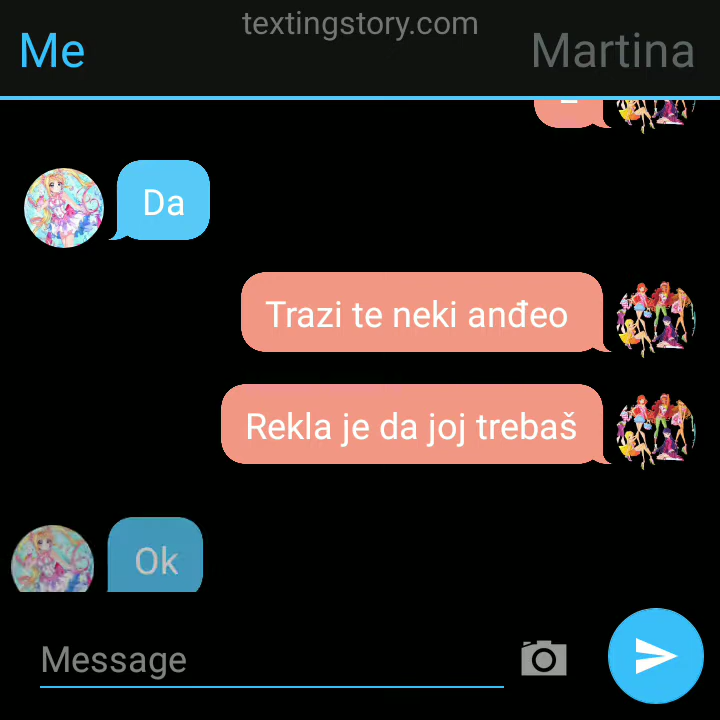 textingstory.com
Me
Martina
Da
Trazi te neki anđeo
Rekla je da joj trebaš
Ok
Message